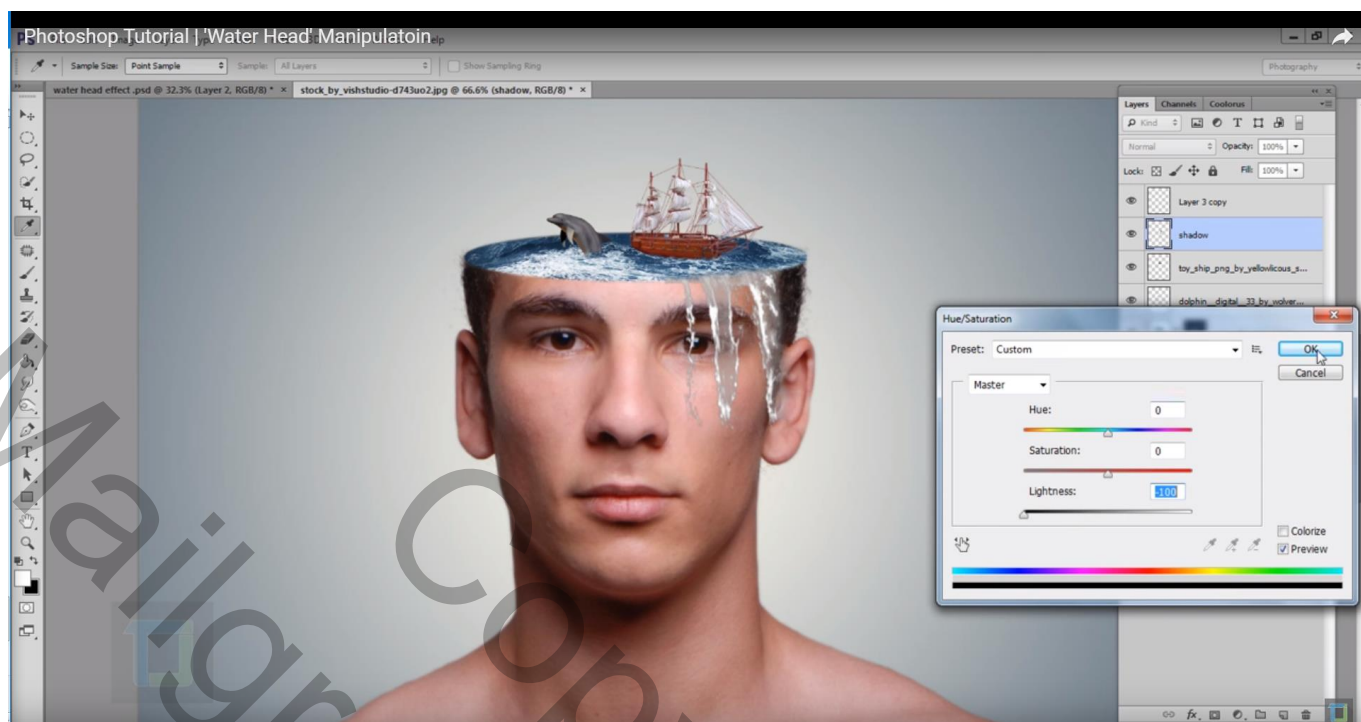 Photoshop Tutorial | 'Water Head' Manipulatoin
Sample Size: Point Sample Sample: All Layers Show Sampling Ring Photography
water head effect .psd @ 32.3% (Layer 2, RGB/8) * × stock_by_vishstudio-d743uo2.jpg @ 66.6% (shadow, RGB/8) * ×
Layers Channels Coolorus
Kind
Normal Opacity: 100%
Lock: Fill: 100%
Layer 3 copy
shadow
toy_ship_png_by_yellowlicous_s...
dolphin__digital__33_by_wolver...
Hue/Saturation
Preset: Custom OK
Cancel
Master
Hue: 0
Saturation: 0
Lightness: -100
Colorize
Preview
fx